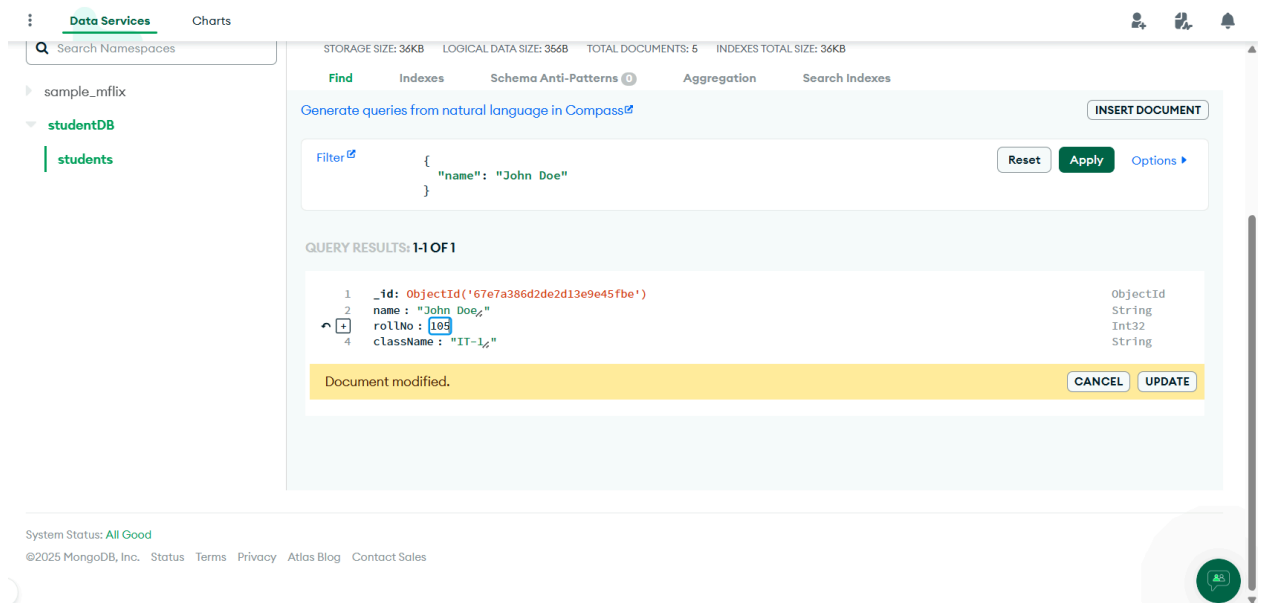 Data Services Charts
Search Namespaces
STORAGE SIZE: 36KB LOGICAL DATA SIZE: 356B TOTAL DOCUMENTS: 5 INDEXES TOTAL SIZE: 36KB
Find Indexes Schema Anti-Patterns 0 Aggregation Search Indexes
sample_mflix
Generate queries from natural language in Compass
INSERT DOCUMENT
studentDB
students
Filter
{
"name": "John Doe"
}
Reset Apply Options
QUERY RESULTS: 1-1 OF 1
1 _id: ObjectId('67e7a386d2de2d13e9e45fbe') ObjectId
2 name : "John Doe" String
+ rollNo : 105 Int32
4 className : "IT-1" String
Document modified. CANCEL UPDATE
System Status: All Good
©2025 MongoDB, Inc. Status Terms Privacy Atlas Blog Contact Sales